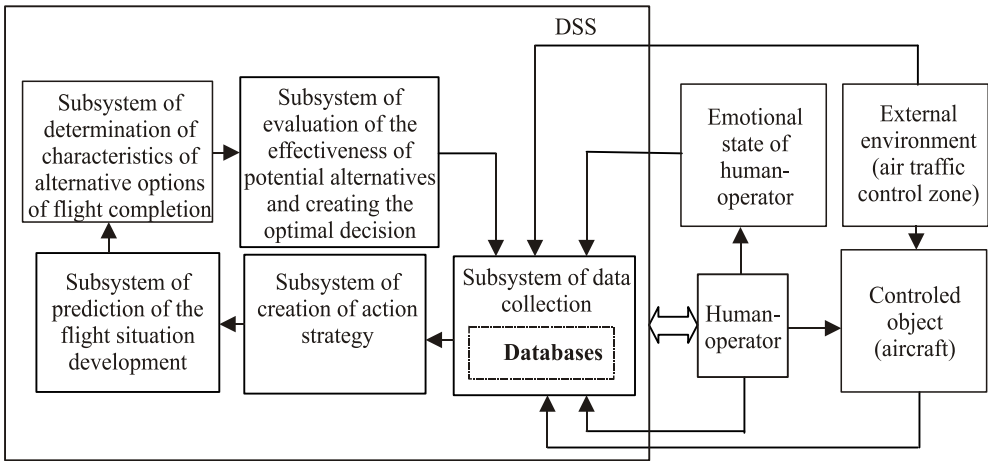 DSS
Subsystem of
determination of
characteristics of
alternative options
of flight completion
Subsystem of
evaluation of the
effectiveness of
potential alternatives
and creating the
optimal decision
Emotional
state of
human-
operator
External
environment
(air traffic
control zone)
Subsystem of
prediction of the
flight situation
development
Subsystem of
creation of action
strategy
Subsystem of data
collection
Databases
Human-
operator
Controled
object
(aircraft)